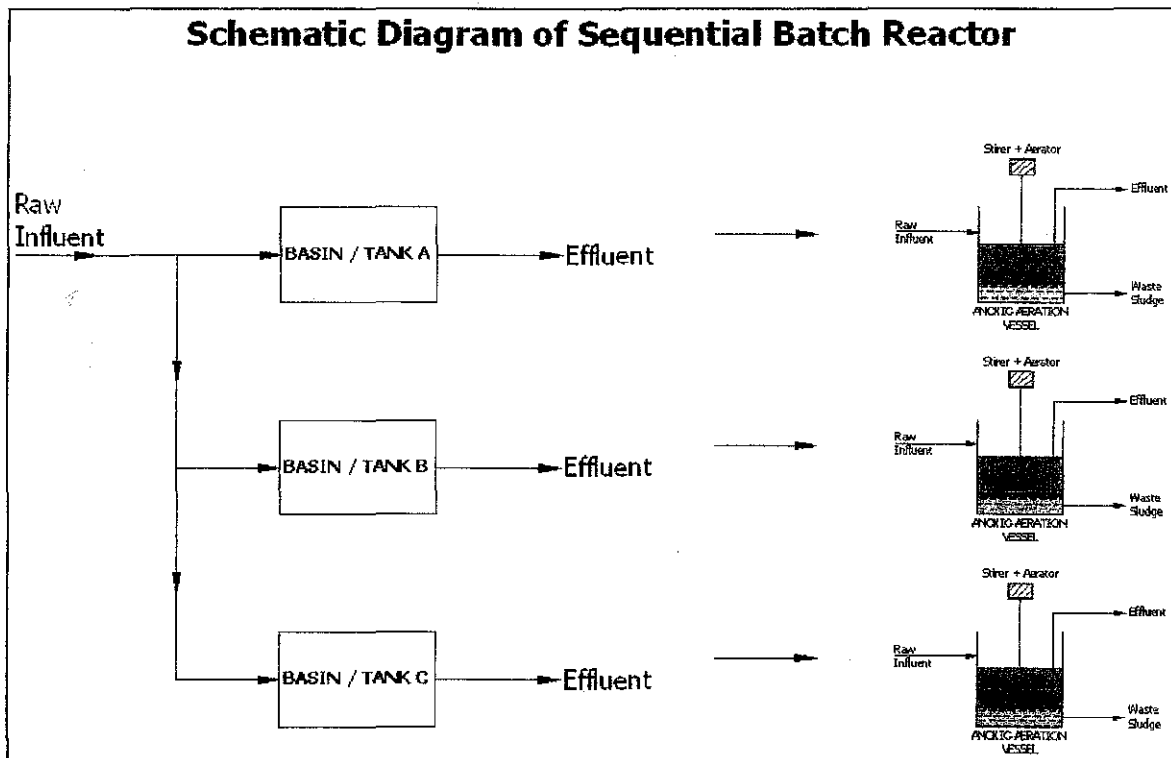 Schematic Diagram of Sequential Batch Reactor
Raw
Influent
BASIN / TANK A
Effluent
Stirer + Aerator
Effluent
Raw
Influent
Waste
Sludge
ANOXIC AERATION
VESSEL
BASIN / TANK B
Effluent
Stirer + Aerator
Effluent
Raw
Influent
Waste
Sludge
ANOXIC AERATION
VESSEL
BASIN / TANK C
Effluent
Stirer + Aerator
Effluent
Raw
Influent
Waste
Sludge
ANOXIC AERATION
VESSEL